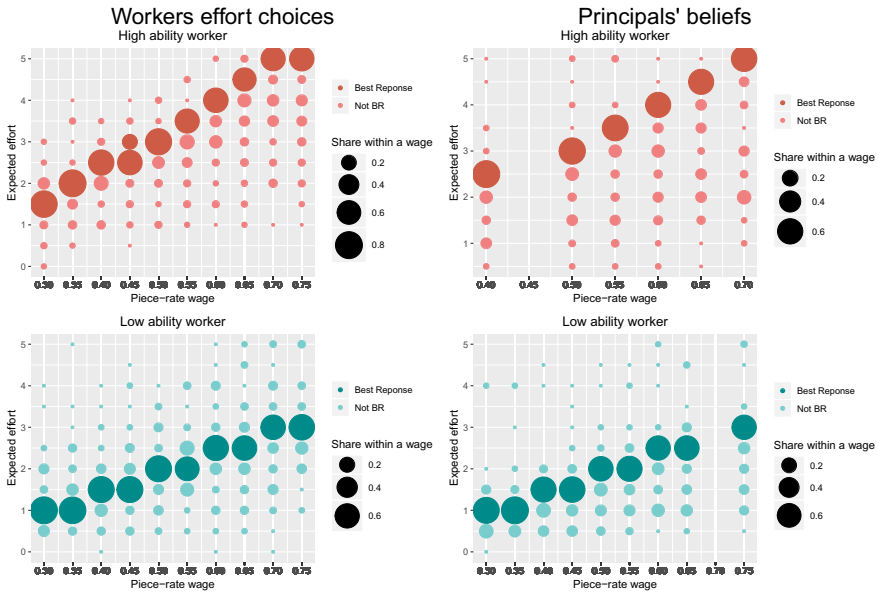 Workers effort choices
Principals' beliefs
High ability worker
5
4
3
2
1
0
Expected effort
0.30 0.35 0.40 0.45 0.50 0.55 0.60 0.65 0.70 0.75
Piece−rate wage
Best Reponse
Not BR
Share within a wage
0.2
0.4
0.6
0.8
High ability worker
5
4
3
2
1
Expected effort
0.40 0.45 0.50 0.55 0.60 0.65 0.70
Piece−rate wage
Best Reponse
Not BR
Share within a wage
0.2
0.4
0.6
Low ability worker
5
4
3
2
1
0
Expected effort
0.30 0.35 0.40 0.45 0.50 0.55 0.60 0.65 0.70 0.75
Piece−rate wage
Best Reponse
Not BR
Share within a wage
0.2
0.4
0.6
Low ability worker
5
4
3
2
1
0
Expected effort
0.30 0.35 0.40 0.45 0.50 0.55 0.60 0.65 0.70 0.75
Piece−rate wage
Best Reponse
Not BR
Share within a wage
0.2
0.4
0.6